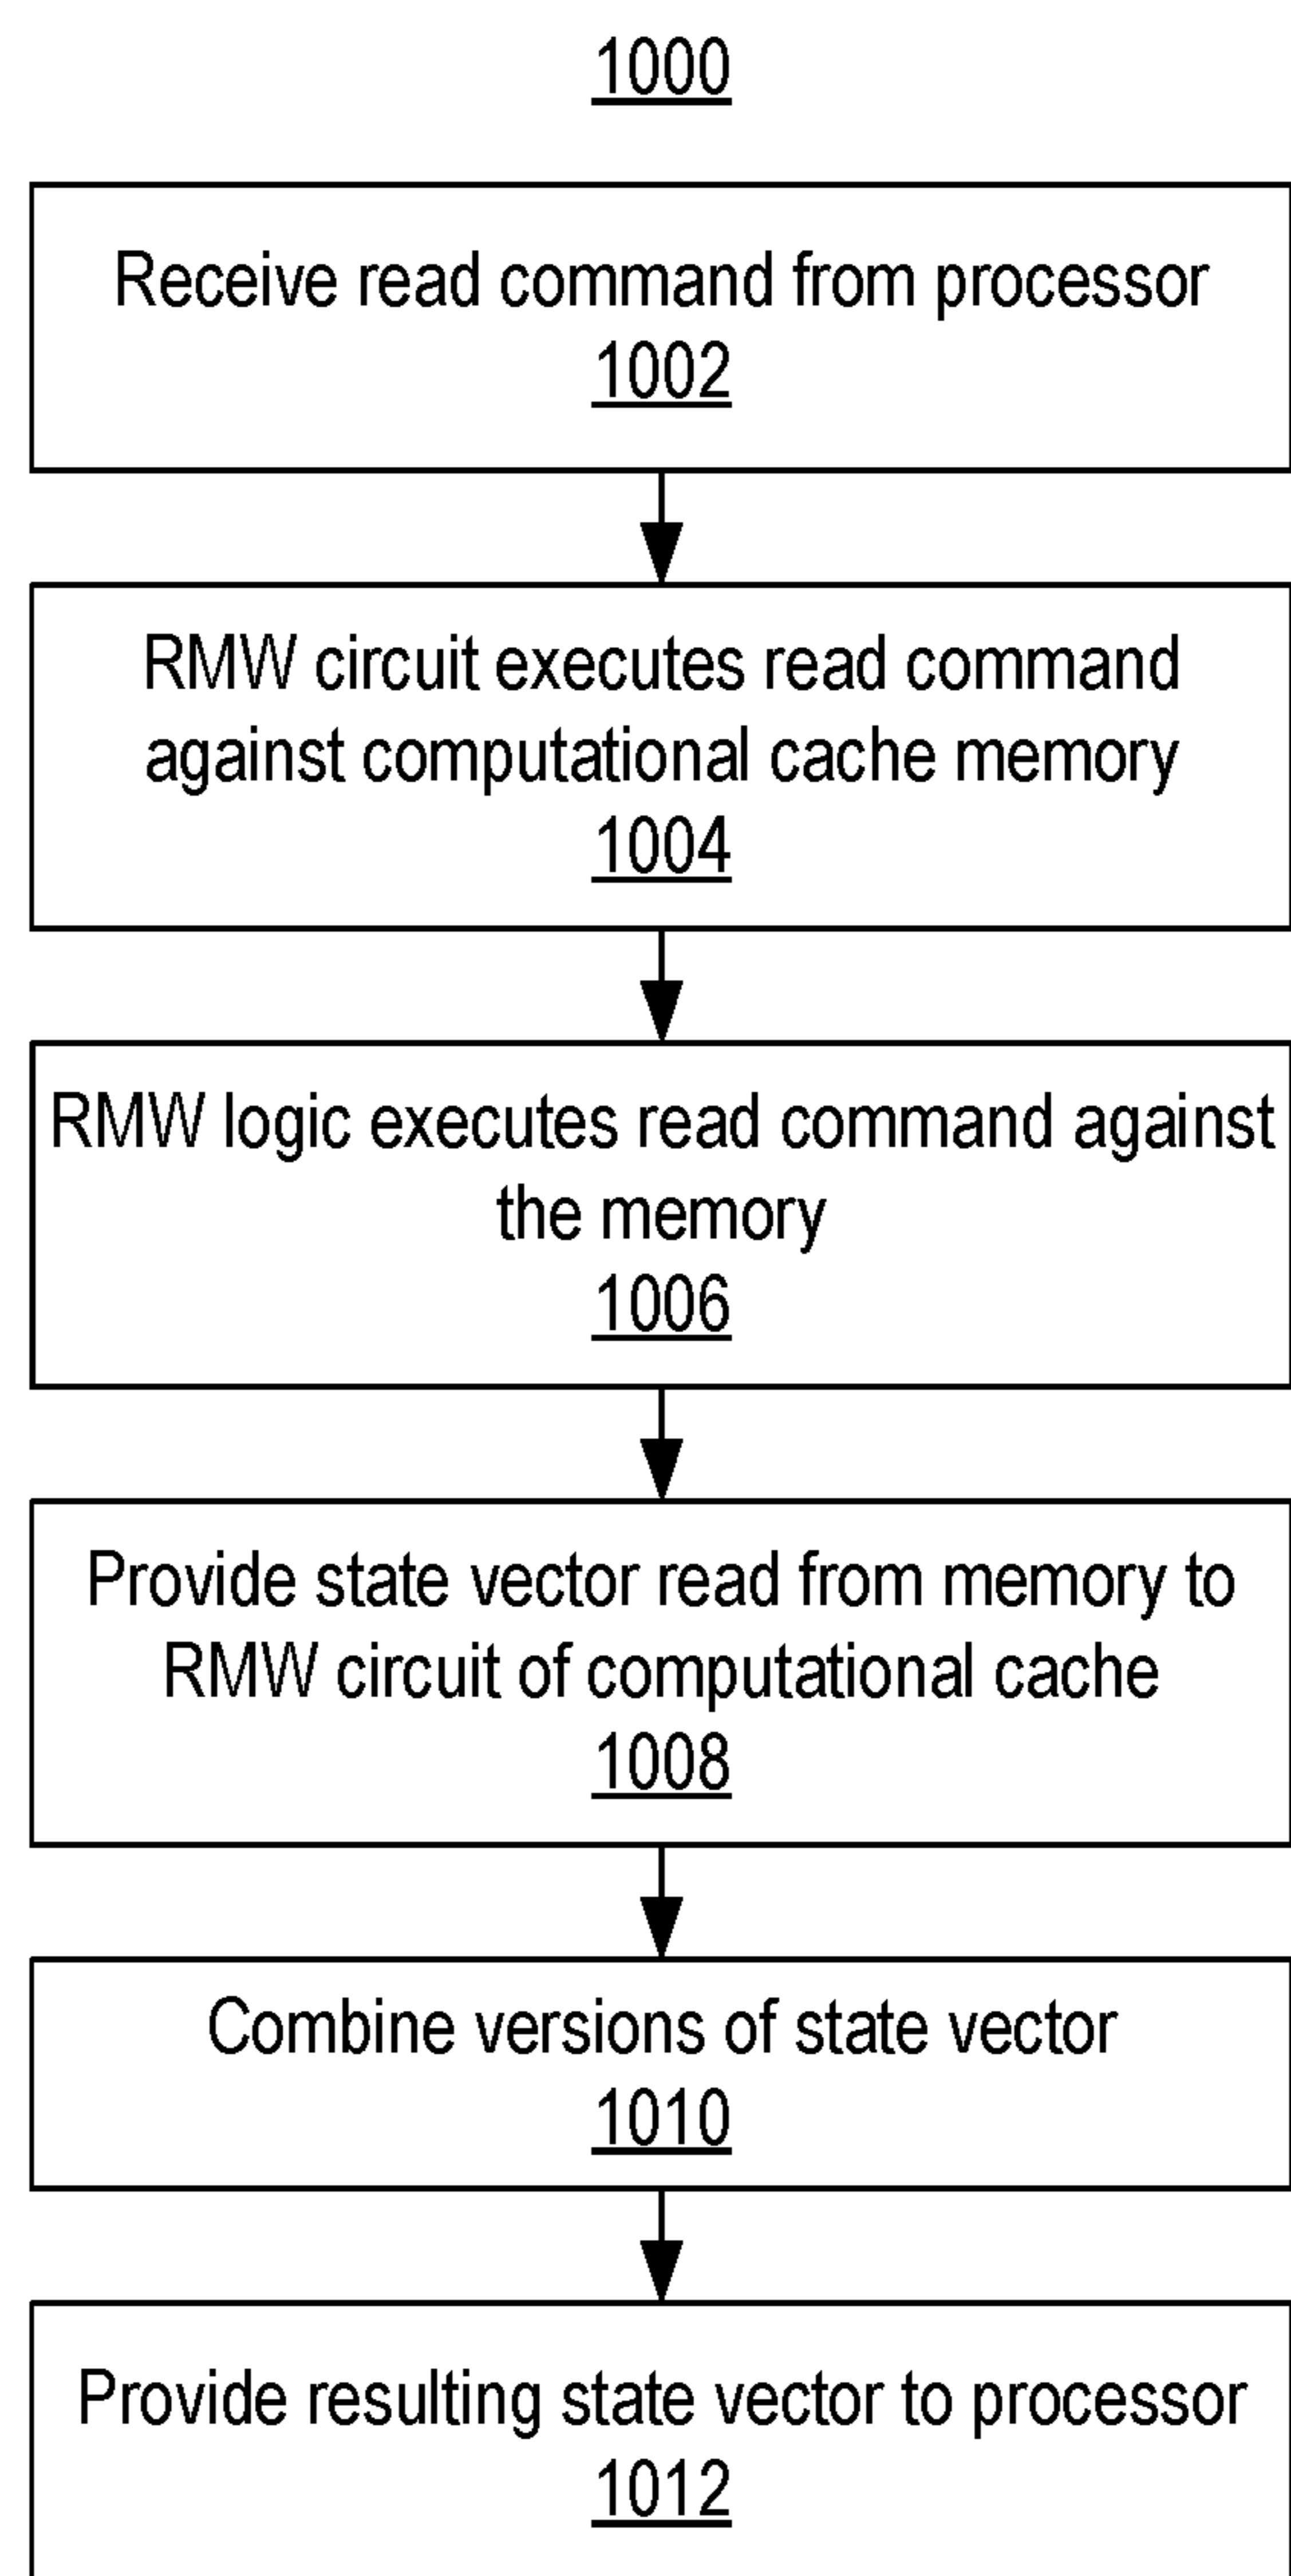 1000
Receive read command from processor
1002
RMW circuit executes read command
against computational cache memory
1004
RMW logic executes read command against
the memory
1006
Provide state vector read from memory to
RMW circuit of computational cache
1008
Combine versions of state vector
1010
Provide resulting state vector to processor
1012